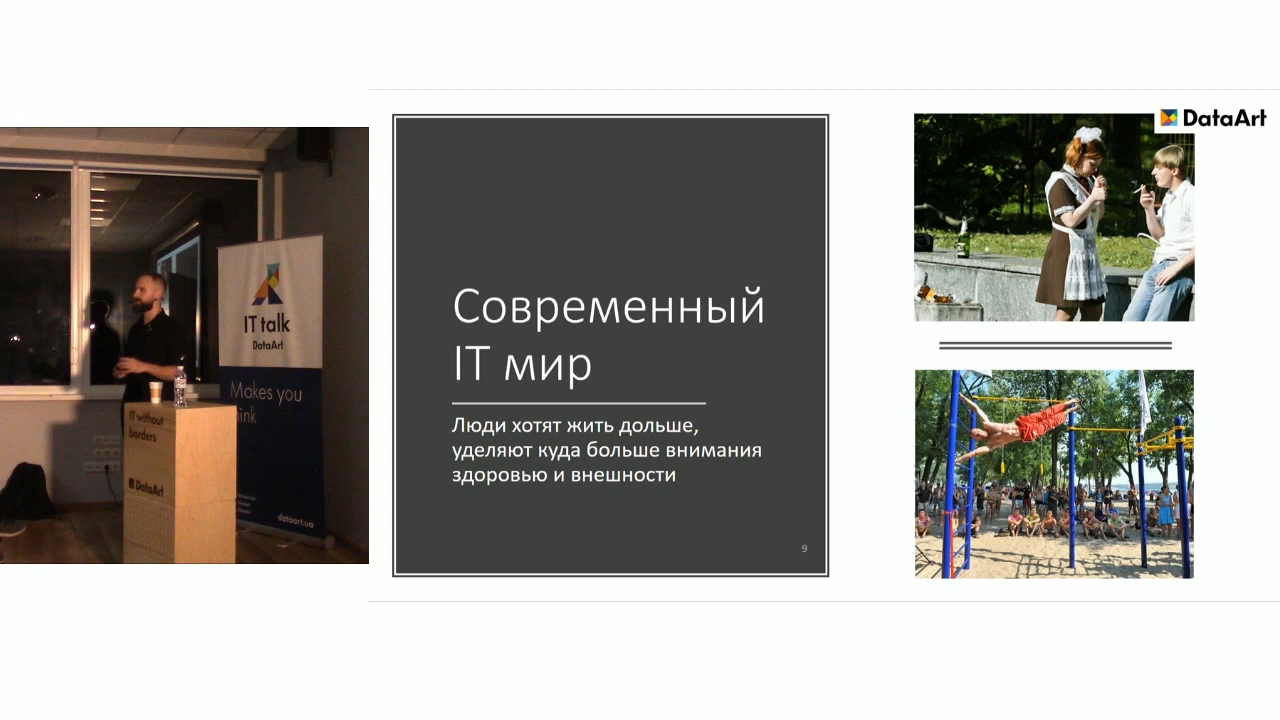 IT talk
DataArt
Makes you
IT without
borders
DataArt
dataart.ua
Современный
IT мир
Люди хотят жить дольше,
уделяют куда больше внимания
здоровью и внешности
9
DataArt